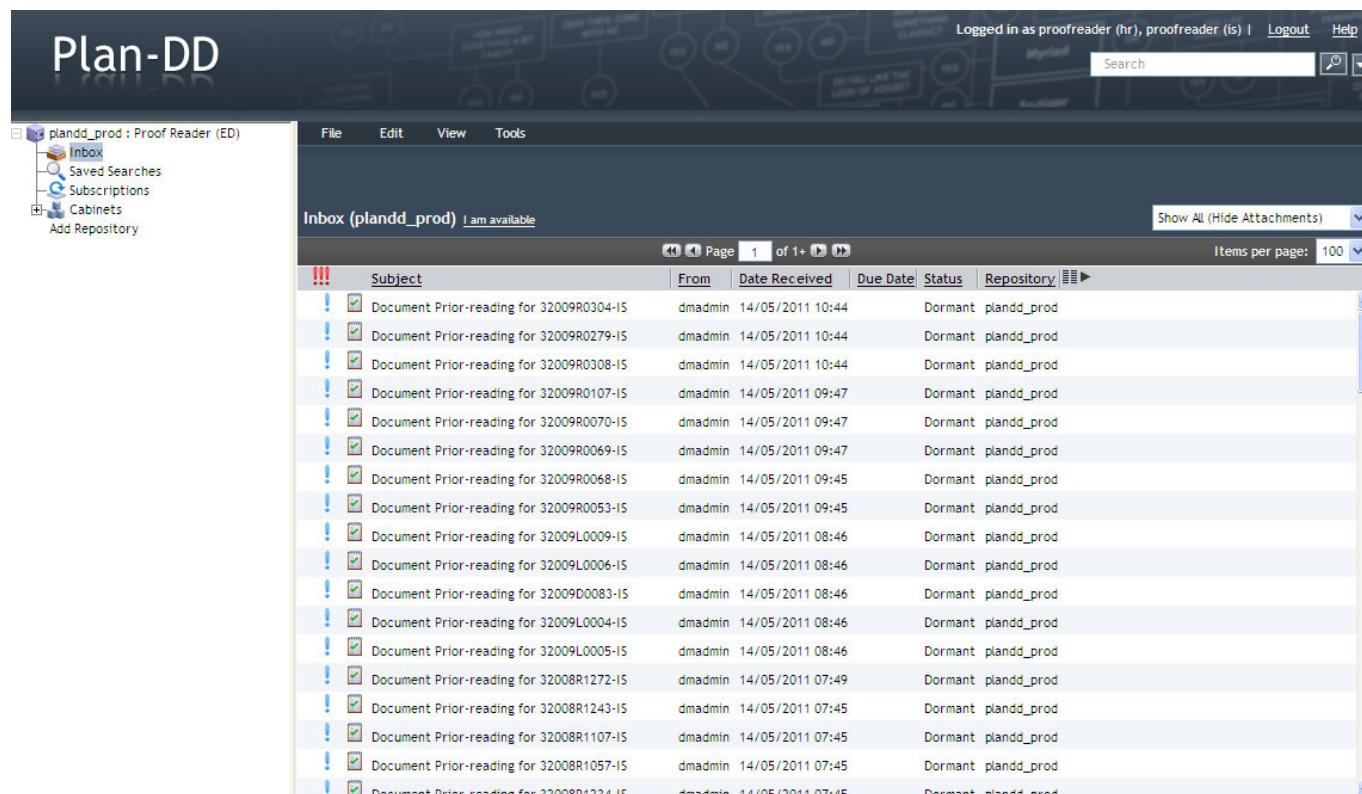 Plan-DD
Logged in as proofreader (hr), proofreader (is) | Logout Help
Search
plandd_prod : Proof Reader (ED)
Inbox
Saved Searches
Subscriptions
Cabinets
Add Repository
File Edit View Tools
Inbox (plandd_prod) I am available
Show All (Hide Attachments)
Page 1 of 1+
Items per page: 100
!!! Subject From Date Received Due Date Status Repository
Document Prior-reading for 32009R0304-IS dmadmin 14/05/2011 10:44 Dormant plandd_prod
Document Prior-reading for 32009R0279-IS dmadmin 14/05/2011 10:44 Dormant plandd_prod
Document Prior-reading for 32009R0308-IS dmadmin 14/05/2011 10:44 Dormant plandd_prod
Document Prior-reading for 32009R0107-IS dmadmin 14/05/2011 09:47 Dormant plandd_prod
Document Prior-reading for 32009R0070-IS dmadmin 14/05/2011 09:47 Dormant plandd_prod
Document Prior-reading for 32009R0069-IS dmadmin 14/05/2011 09:47 Dormant plandd_prod
Document Prior-reading for 32009R0068-IS dmadmin 14/05/2011 09:45 Dormant plandd_prod
Document Prior-reading for 32009R0053-IS dmadmin 14/05/2011 09:45 Dormant plandd_prod
Document Prior-reading for 32009L0009-IS dmadmin 14/05/2011 08:46 Dormant plandd_prod
Document Prior-reading for 32009L0006-IS dmadmin 14/05/2011 08:46 Dormant plandd_prod
Document Prior-reading for 32009D0083-IS dmadmin 14/05/2011 08:46 Dormant plandd_prod
Document Prior-reading for 32009L0004-IS dmadmin 14/05/2011 08:46 Dormant plandd_prod
Document Prior-reading for 32009L0005-IS dmadmin 14/05/2011 08:46 Dormant plandd_prod
Document Prior-reading for 32008R1272-IS dmadmin 14/05/2011 07:49 Dormant plandd_prod
Document Prior-reading for 32008R1243-IS dmadmin 14/05/2011 07:45 Dormant plandd_prod
Document Prior-reading for 32008R1107-IS dmadmin 14/05/2011 07:45 Dormant plandd_prod
Document Prior-reading for 32008R1057-IS dmadmin 14/05/2011 07:45 Dormant plandd_prod
Document Prior-reading for 32008R1234-IS dmadmin 14/05/2011 07:45 Dormant plandd_prod